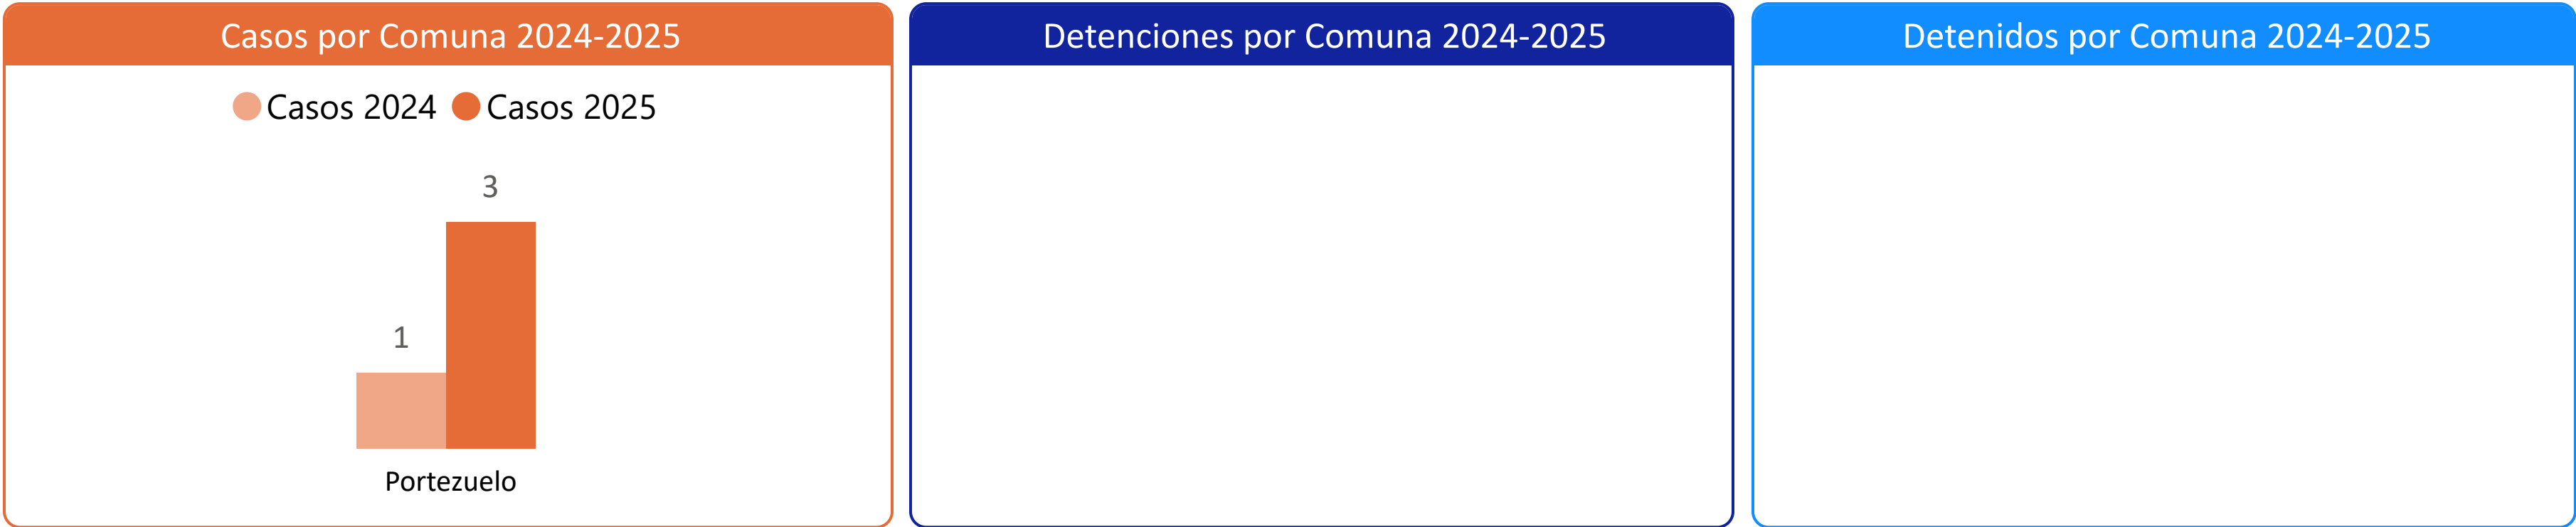 Casos por Comuna 2024-2025
Casos 2024 Casos 2025
3
1
Portezuelo
Detenciones por Comuna 2024-2025
Detenidos por Comuna 2024-2025